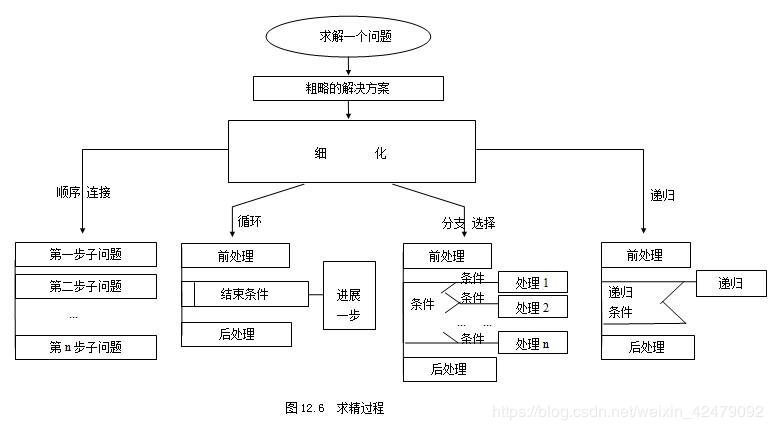 求解一个问题
粗略的解决方案
细 化
顺序 连接
循环
分支 选择
递归
第一步子问题
第二步子问题
...
第 n 步子问题
前处理
结束条件
进展
一步
后处理
前处理
条件
条件
处理 1
条件
处理 2
... ...
条件
处理 n
后处理
前处理
递归
条件
递归
后处理
图 12.6 求精过程
https://blog.csdn.net/weixin_42479092